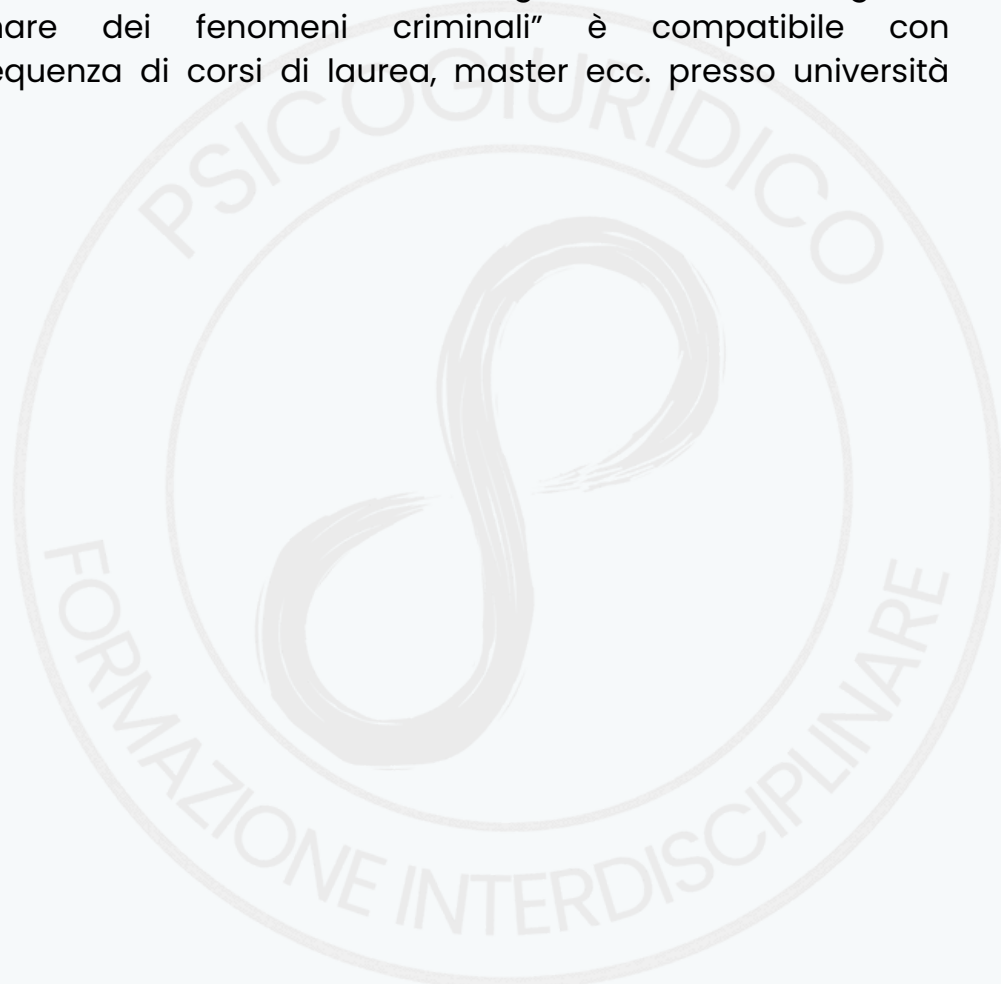 nare dei fenomeni criminali” è compatibile con
equenza di corsi di laurea, master ecc. presso università
PSICOGIURIDICO
FORMAZIONE INTERDISCIPLINARE